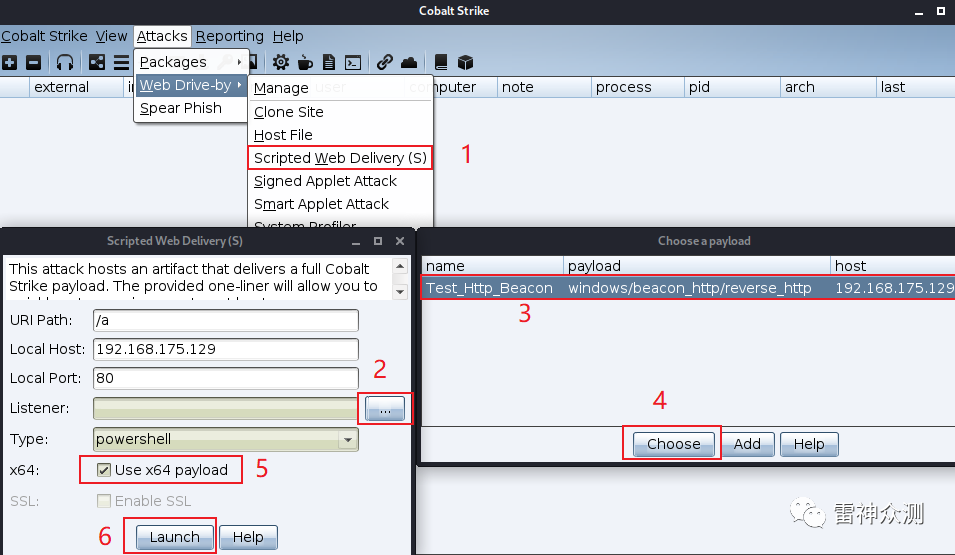 Cobalt Strike
Cobalt Strike View Attacks Reporting Help
Packages
external user computer note process pid arch last
Web Drive-by
Manage
Spear Phish
Clone Site
Host File
Scripted Web Delivery (S)
1
Signed Applet Attack
Smart Applet Attack
System Profiler
Scripted Web Delivery (S)
This attack hosts an artifact that delivers a full Cobalt
Strike payload. The provided one-liner will allow you to
URI Path: /a
Local Host: 192.168.175.129
Local Port: 80
2
Listener: ...
Type: powershell
x64: Use x64 payload
5
SSL: Enable SSL
6
Launch Help
Choose a payload
name payload host
Test_Http_Beacon windows/beacon_http/reverse_http 192.168.175.129
3
4
Choose Add Help
雷神众测